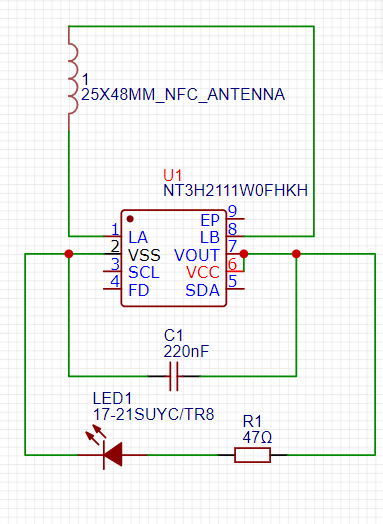 1
25X48MM_NFC_ANTENNA
U1
NT3H2111W0FHKH
EP 9
1 LA LB 8
2 VSS VOUT 7
3 SCL VCC 6
4 FD SDA 5
C1
220nF
LED1
17-21SUYC/TR8
R1
47Ω